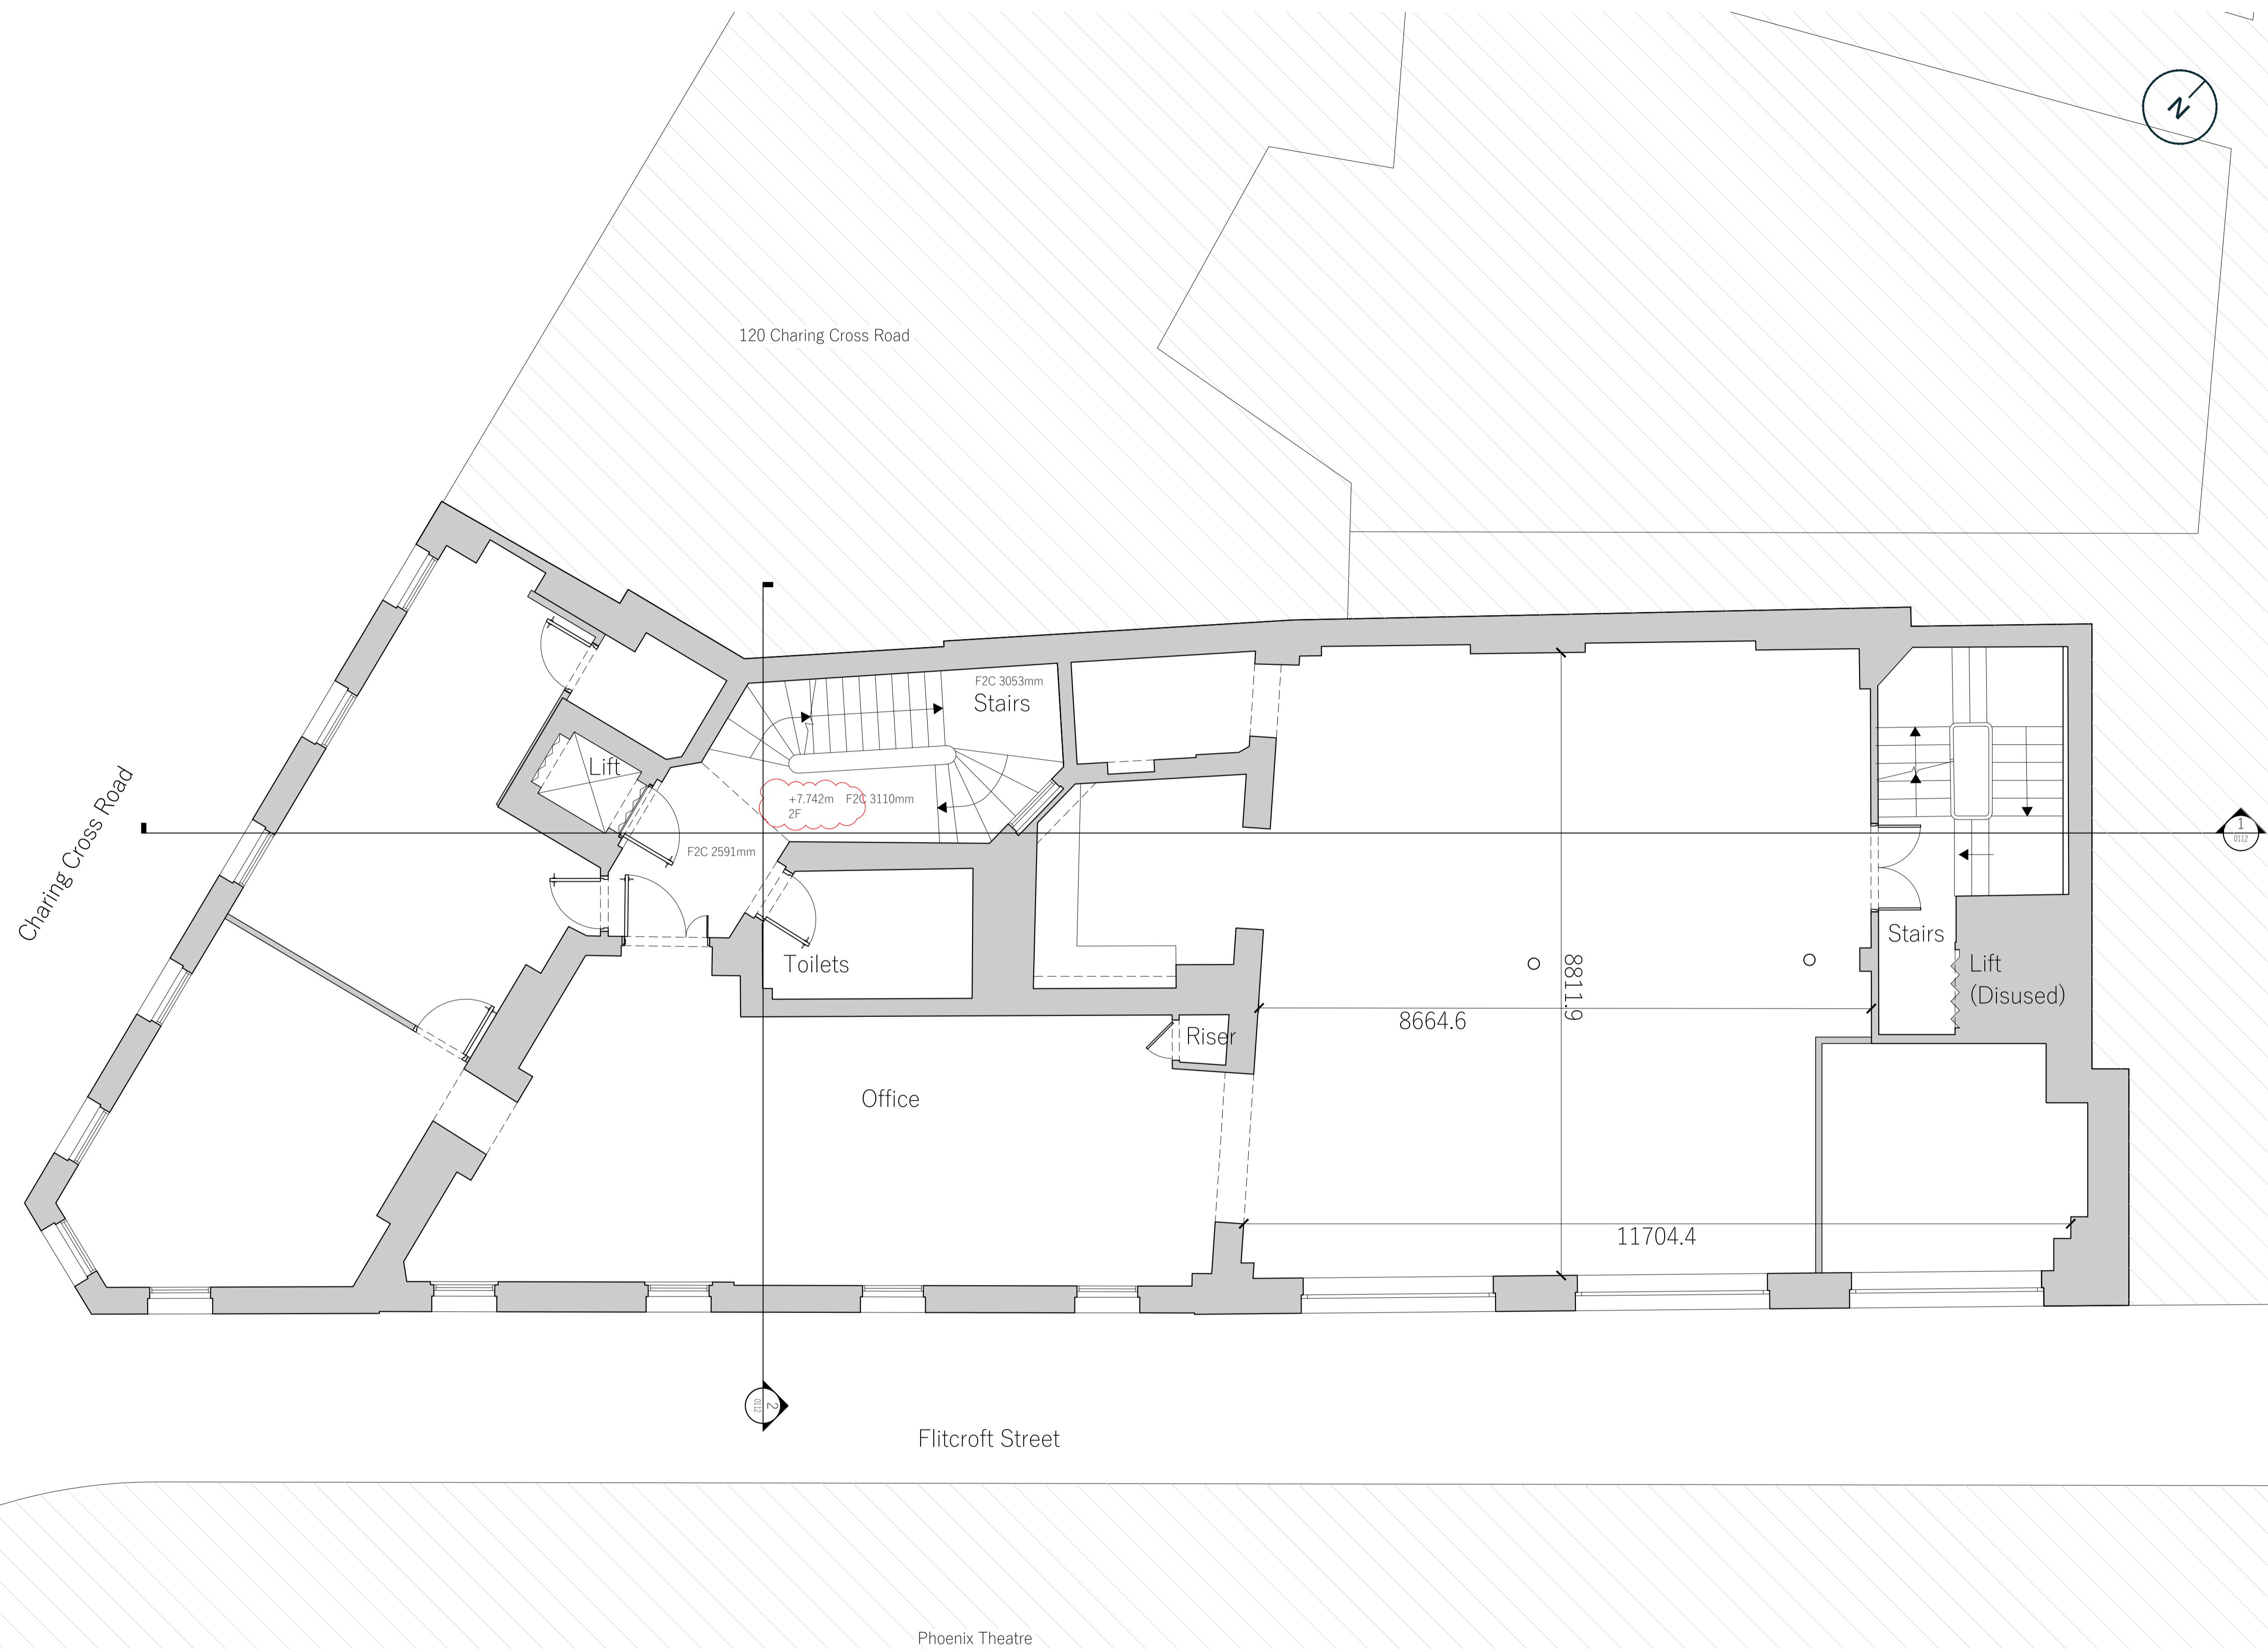 N
120 Charing Cross Road
F2C 3053mm
Stairs
Lift
+7.742m F2C 3110mm
2F
F2C 2591mm
1
0112
Charing Cross Road
Toilets
Stairs
Lift
(Disused)
8811.9
8664.6
Riser
Office
11704.4
2
0112
Flitcroft Street
Phoenix Theatre